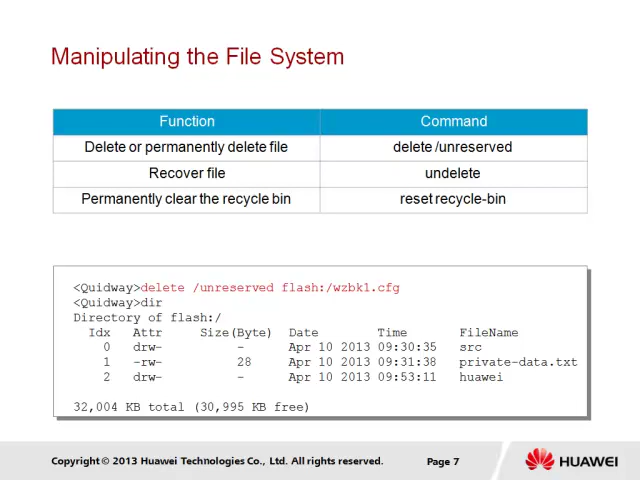 Manipulating the File System
Function Command
Delete or permanently delete file delete /unreserved
Recover file undelete
Permanently clear the recycle bin reset recycle-bin
<Quidway>delete /unreserved flash:/wzbk1.cfg
<Quidway>dir
Directory of flash:/
Idx Attr Size(Byte) Date Time FileName
0 drw- - Apr 10 2013 09:30:35 src
1 -rw- 28 Apr 10 2013 09:31:38 private-data.txt
2 drw- - Apr 10 2013 09:53:11 huawei
32,004 KB total (30,995 KB free)
Copyright © 2013 Huawei Technologies Co., Ltd. All rights reserved. Page 7 HUAWEI